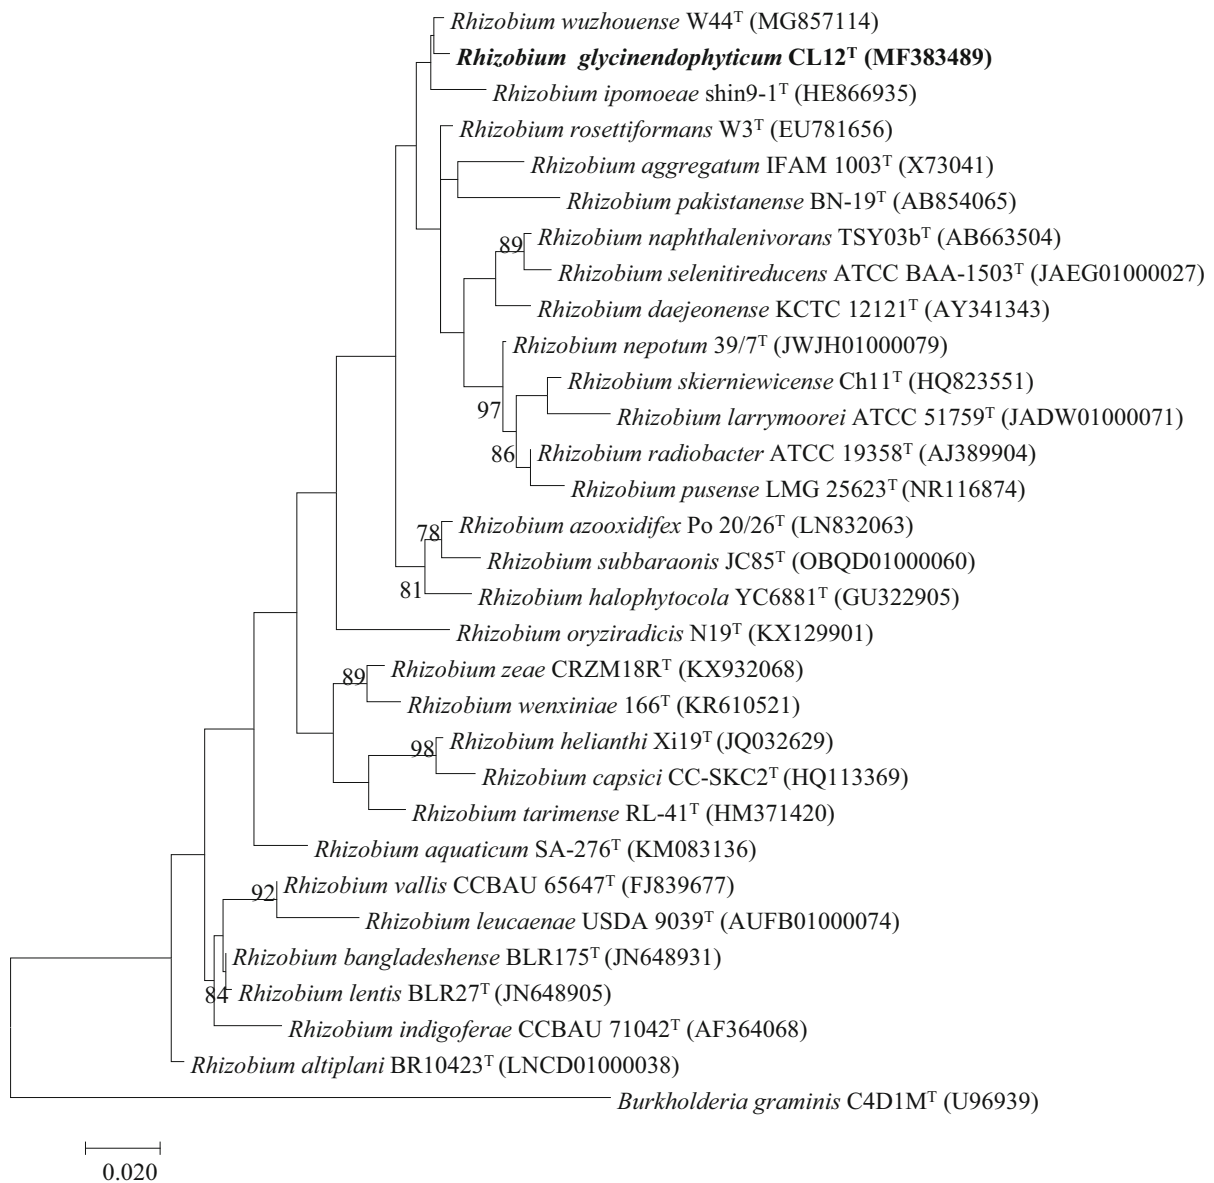 Rhizobium wuzhouense W44ᵀ (MG857114)
Rhizobium glycinendophyticum CL12ᵀ (MF383489)
Rhizobium ipomoeae shin9-1ᵀ (HE866935)
Rhizobium rosettiformans W3ᵀ (EU781656)
Rhizobium aggregatum IFAM 1003ᵀ (X73041)
Rhizobium pakistanense BN-19ᵀ (AB854065)
89 Rhizobium naphthalenivorans TSY03bᵀ (AB663504)
Rhizobium selenitireducens ATCC BAA-1503ᵀ (JAEG01000027)
Rhizobium daejeonense KCTC 12121ᵀ (AY341343)
Rhizobium nepotum 39/7ᵀ (JWJH01000079)
Rhizobium skierniewicense Ch11ᵀ (HQ823551)
97 Rhizobium larrymoorei ATCC 51759ᵀ (JADW01000071)
86 Rhizobium radiobacter ATCC 19358ᵀ (AJ389904)
Rhizobium pusense LMG 25623ᵀ (NR116874)
78 Rhizobium azooxidifex Po 20/26ᵀ (LN832063)
Rhizobium subbaraonis JC85ᵀ (OBQD01000060)
81 Rhizobium halophytocola YC6881ᵀ (GU322905)
Rhizobium oryziradicis N19ᵀ (KX129901)
89 Rhizobium zeae CRZM18Rᵀ (KX932068)
Rhizobium wenxiniae 166ᵀ (KR610521)
98 Rhizobium helianthi Xi19ᵀ (JQ032629)
Rhizobium capsici CC-SKC2ᵀ (HQ113369)
Rhizobium tarimense RL-41ᵀ (HM371420)
Rhizobium aquaticum SA-276ᵀ (KM083136)
92 Rhizobium vallis CCBAU 65647ᵀ (FJ839677)
Rhizobium leucaenae USDA 9039ᵀ (AUFB01000074)
Rhizobium bangladeshense BLR175ᵀ (JN648931)
84 Rhizobium lentis BLR27ᵀ (JN648905)
Rhizobium indigoferae CCBAU 71042ᵀ (AF364068)
Rhizobium altiplani BR10423ᵀ (LNCD01000038)
Burkholderia graminis C4D1Mᵀ (U96939)
0.020